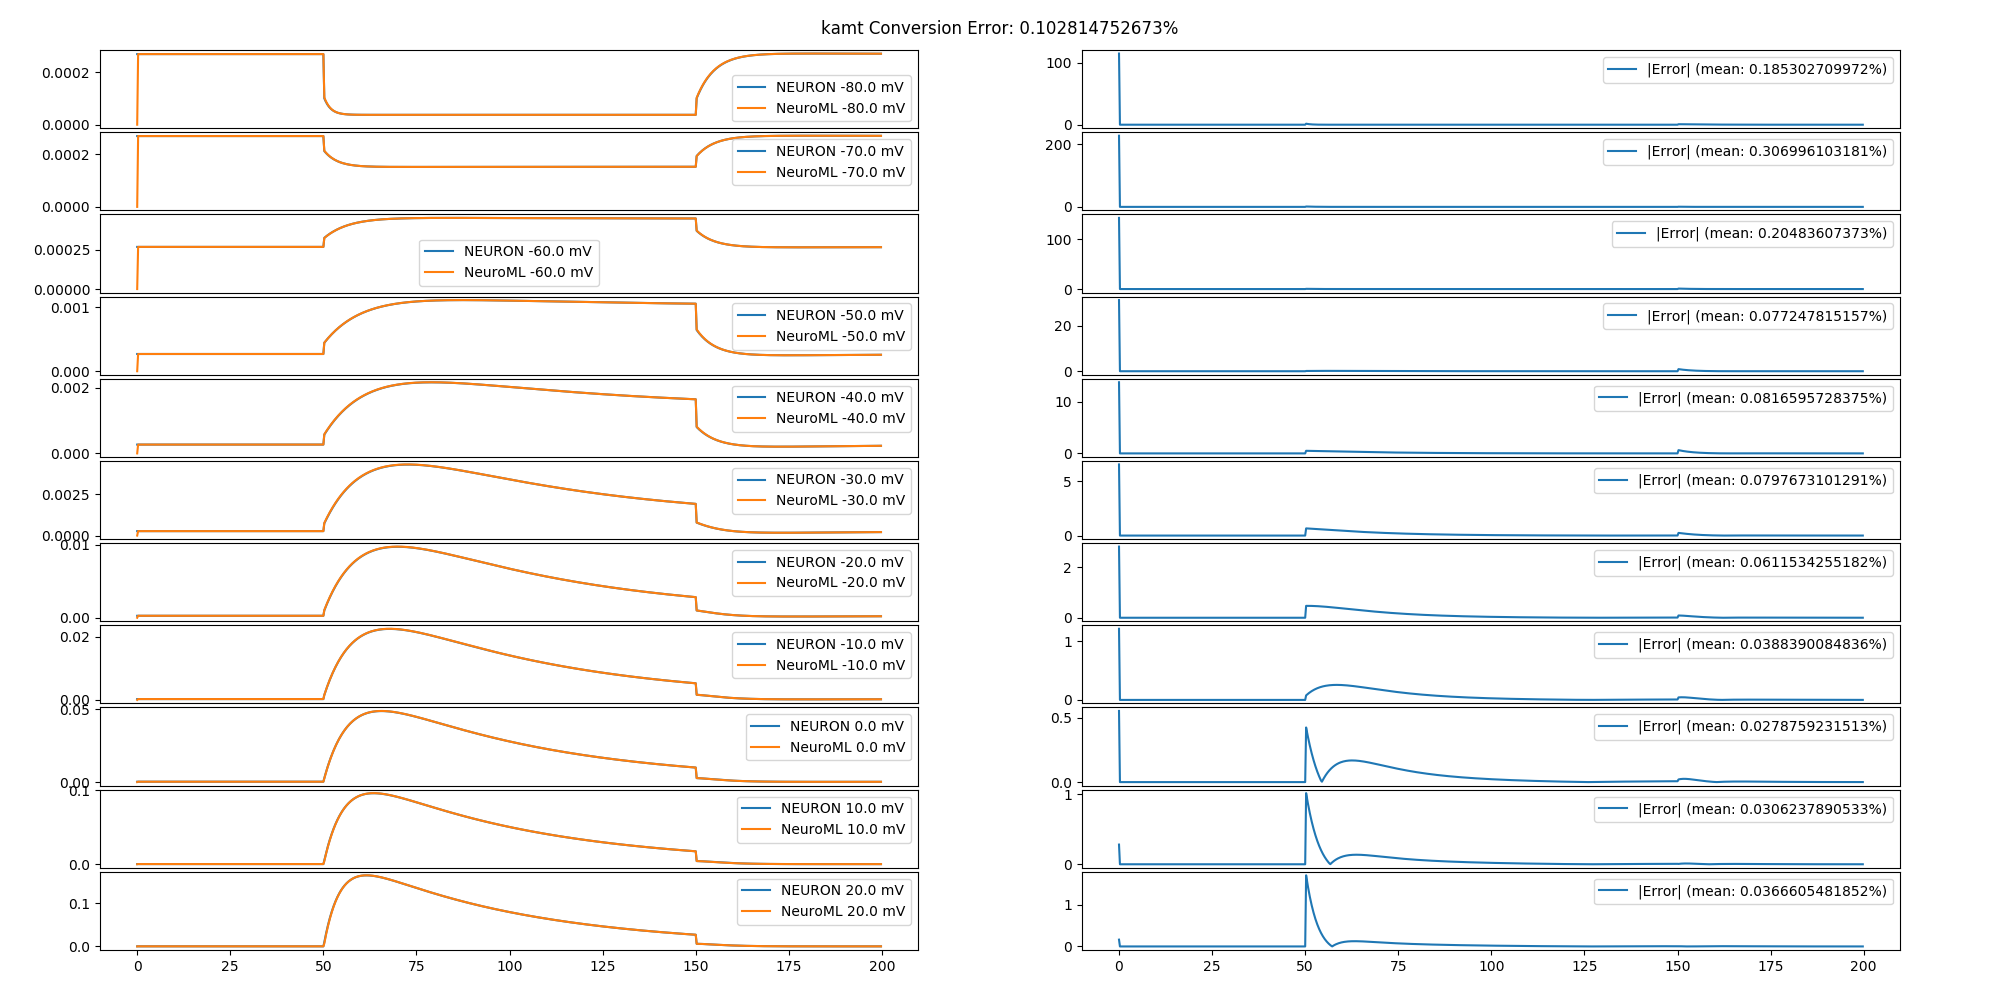 kamt Conversion Error: 0.102814752673%
0.0002
0.0000
NEURON -80.0 mV
NeuroML -80.0 mV
100
0
|Error| (mean: 0.185302709972%)
0.0002
0.0000
NEURON -70.0 mV
NeuroML -70.0 mV
200
0
|Error| (mean: 0.306996103181%)
0.00025
0.00000
NEURON -60.0 mV
NeuroML -60.0 mV
100
0
|Error| (mean: 0.20483607373%)
0.001
0.000
NEURON -50.0 mV
NeuroML -50.0 mV
20
0
|Error| (mean: 0.077247815157%)
0.002
0.000
NEURON -40.0 mV
NeuroML -40.0 mV
10
0
|Error| (mean: 0.0816595728375%)
0.0025
0.0000
NEURON -30.0 mV
NeuroML -30.0 mV
5
0
|Error| (mean: 0.0797673101291%)
0.01
0.00
NEURON -20.0 mV
NeuroML -20.0 mV
2
0
|Error| (mean: 0.0611534255182%)
0.02
0.00
NEURON -10.0 mV
NeuroML -10.0 mV
1
0
|Error| (mean: 0.0388390084836%)
0.05
0.00
NEURON 0.0 mV
NeuroML 0.0 mV
0.5
0.0
|Error| (mean: 0.0278759231513%)
0.1
0.0
NEURON 10.0 mV
NeuroML 10.0 mV
1
0
|Error| (mean: 0.0306237890533%)
0.1
0.0
NEURON 20.0 mV
NeuroML 20.0 mV
1
0
|Error| (mean: 0.0366605481852%)
0 25 50 75 100 125 150 175 200
0 25 50 75 100 125 150 175 200